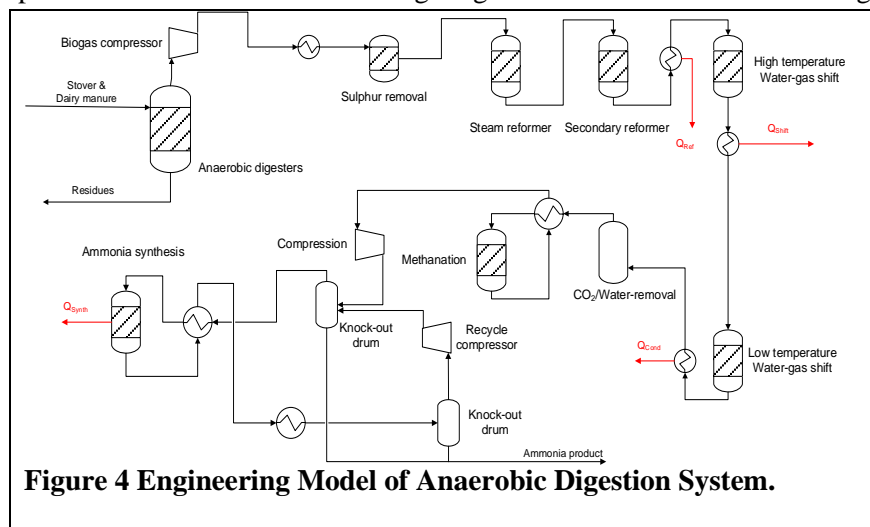 Biogas compressor
Stover &
Dairy manure
Sulphur removal
High temperature
Water-gas shift
Steam reformer
Secondary reformer
QRef
QShift
Anaerobic digesters
Residues
Ammonia synthesis
Compression
Methanation
CO2/Water-removal
QSynth
Knock-out
drum
Recycle
compressor
QCond
Low temperature
Water-gas shift
Knock-out
drum
Ammonia product
Figure 4 Engineering Model of Anaerobic Digestion System.